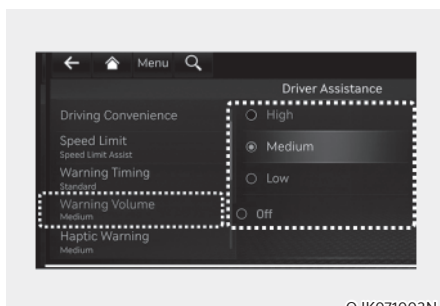 Menu
Driver Assistance
Driving Convenience
Speed Limit
Speed Limit Assist
Warning Timing
Standard
Warning Volume
Medium
Haptic Warning
Medium
High
Medium
Low
Off